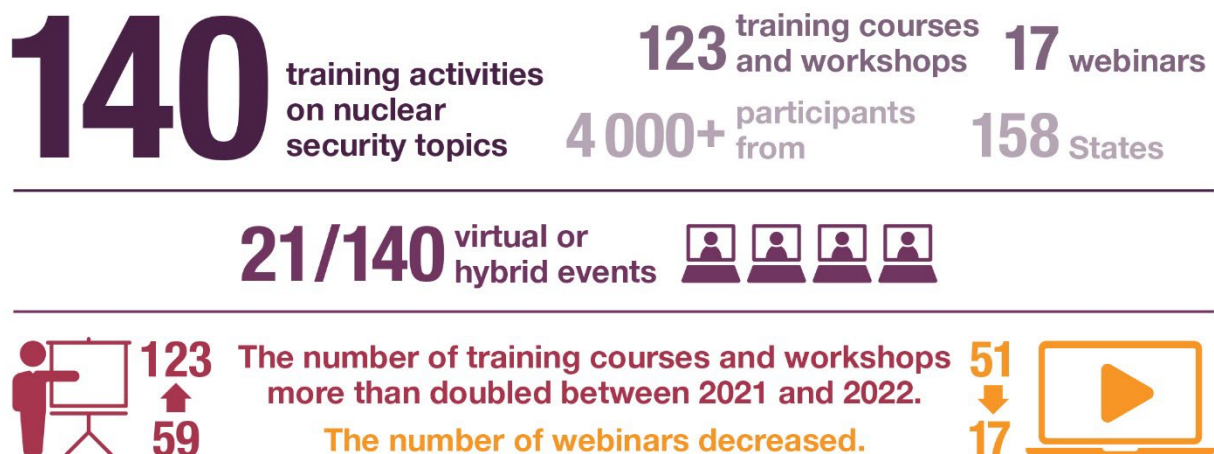 140 training activities
on nuclear
security topics
123 training courses
and workshops
17 webinars
4 000+ participants
from
158 States
21/140 virtual or
hybrid events
123
59
The number of training courses and workshops
more than doubled between 2021 and 2022.
The number of webinars decreased.
51
17